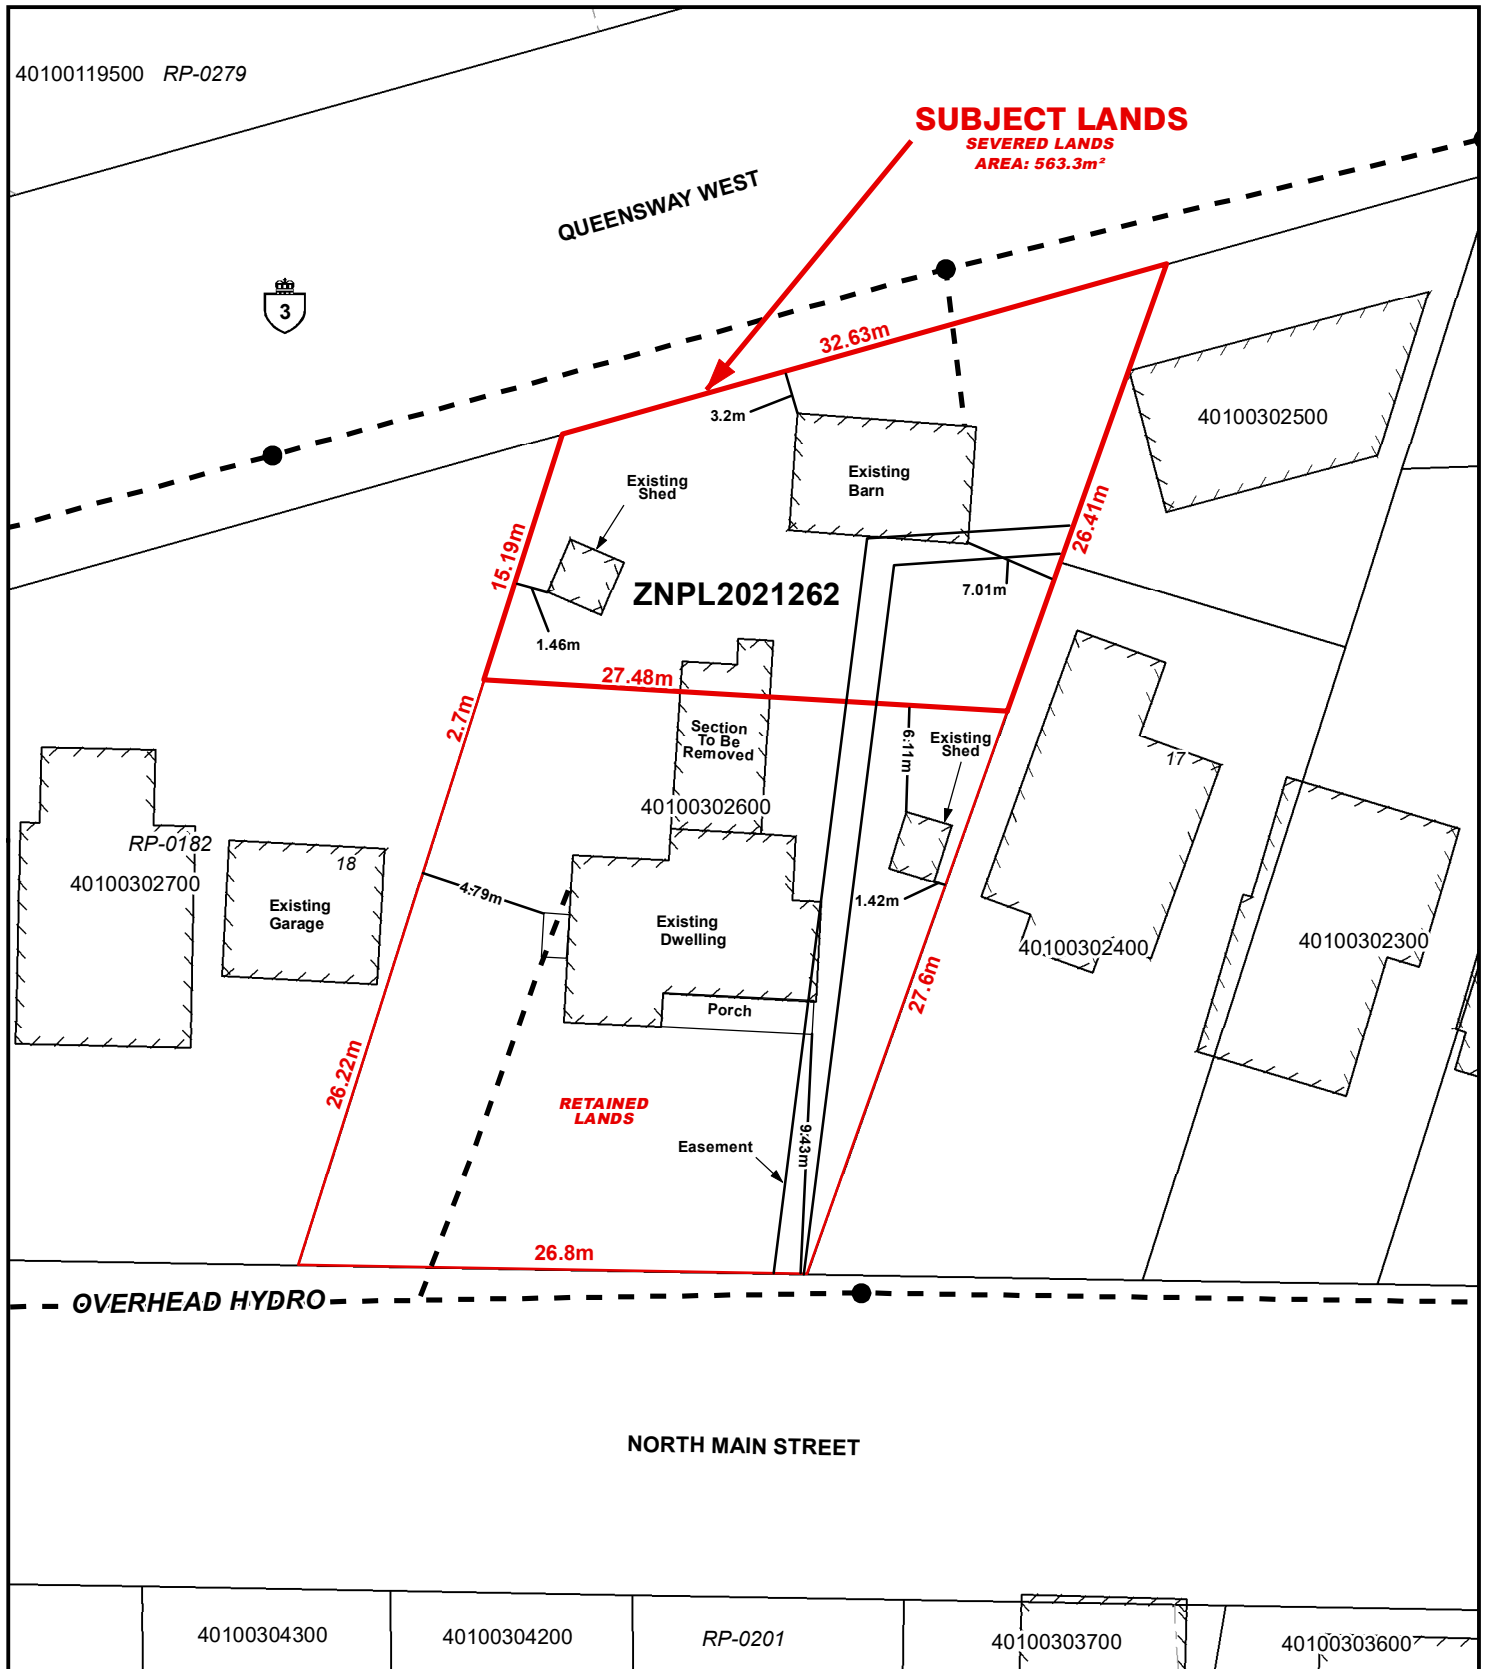 40100119500 RP-0279
SUBJECT LANDS
SEVERED LANDS
AREA: 563.3m²
QUEENSWAY WEST
3
32.63m
3.2m
40100302500
Existing
Barn
Existing
Shed
26.41m
15.19m
7.01m
ZNPL2021262
1.46m
27.48m
2.7m
Section
To Be
Removed
6.11m
Existing
Shed
17
40100302600
RP-0182
18
40100302700
4.79m
1.42m
Existing
Garage
Existing
Dwelling
40100302400
40100302300
27.6m
Porch
26.22m
RETAINED
LANDS
9.43m
Easement
26.8m
OVERHEAD HYDRO
NORTH MAIN STREET
40100304300
40100304200
RP-0201
40100303700
40100303600